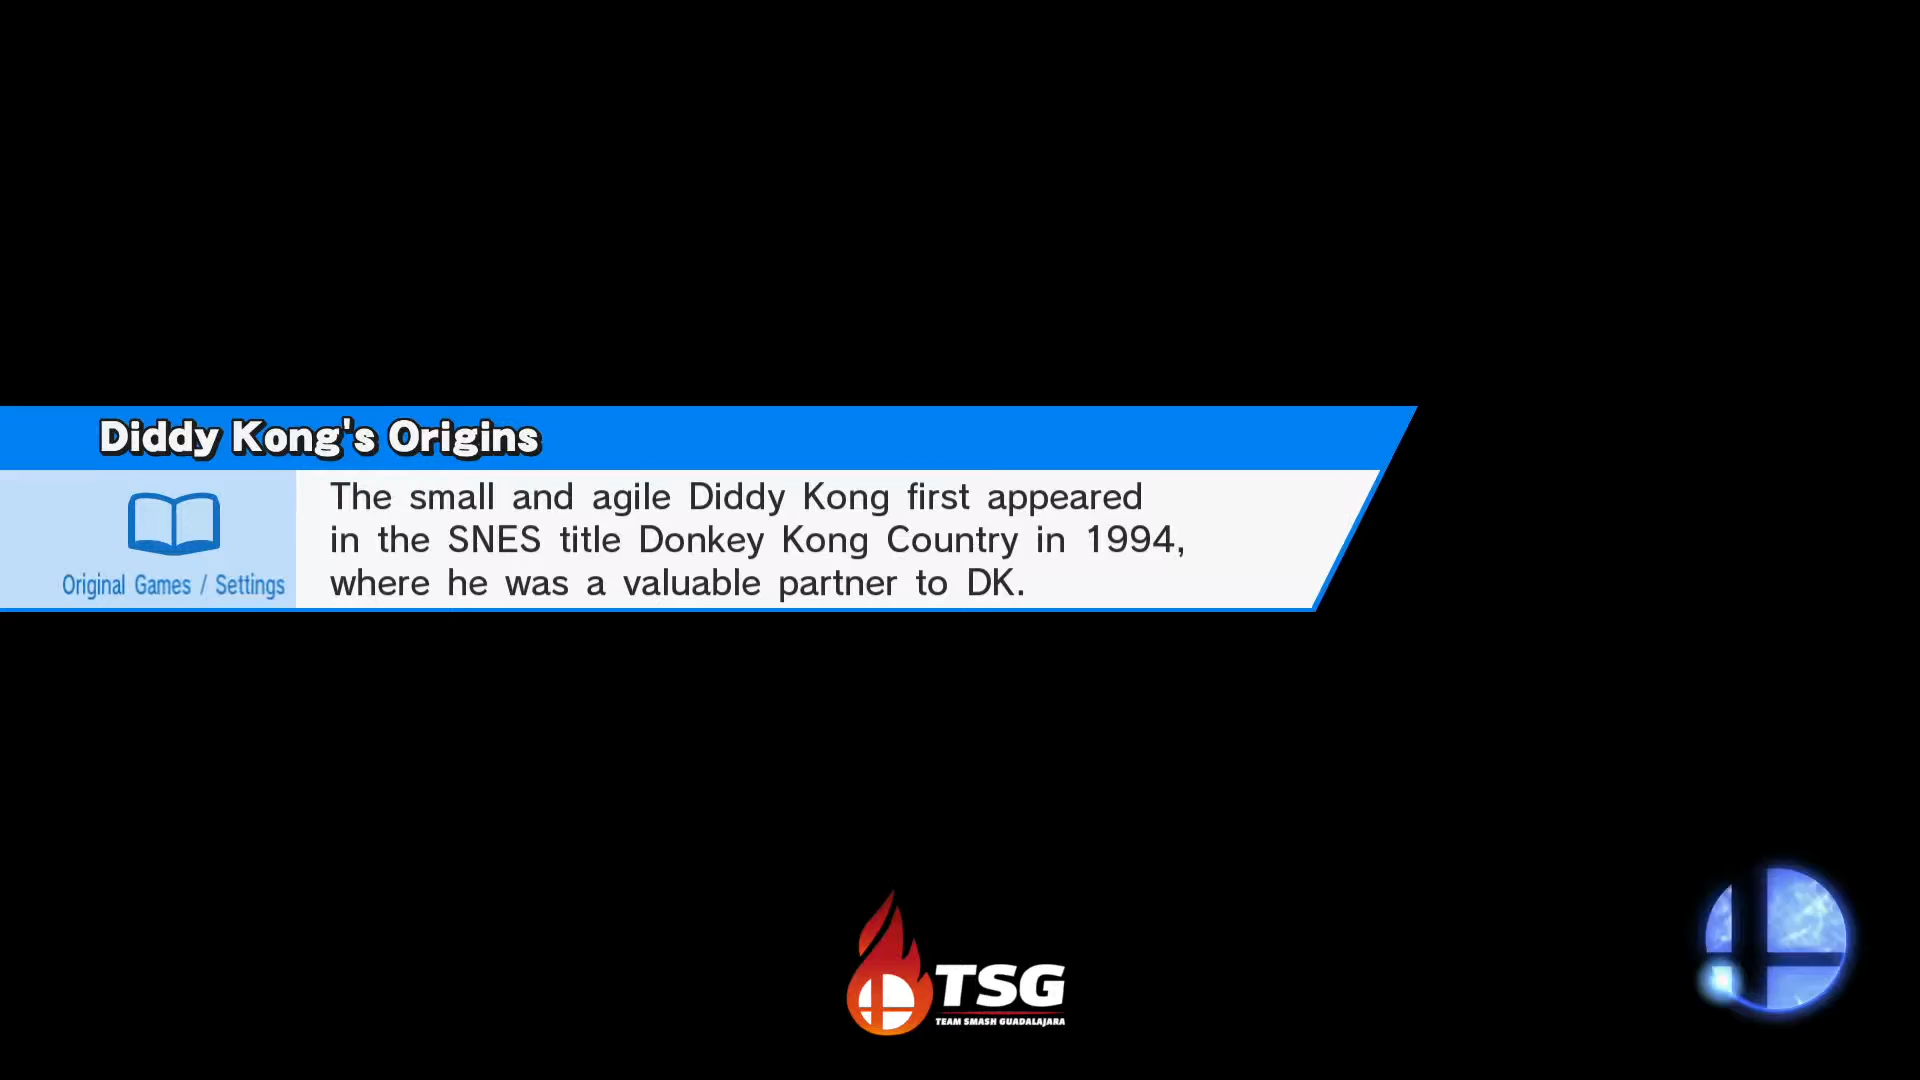 Diddy Kong's Origins
Original Games / Settings
The small and agile Diddy Kong first appeared
in the SNES title Donkey Kong Country in 1994,
where he was a valuable partner to DK.
TSG
TEAM SMASH GUADALAJARA